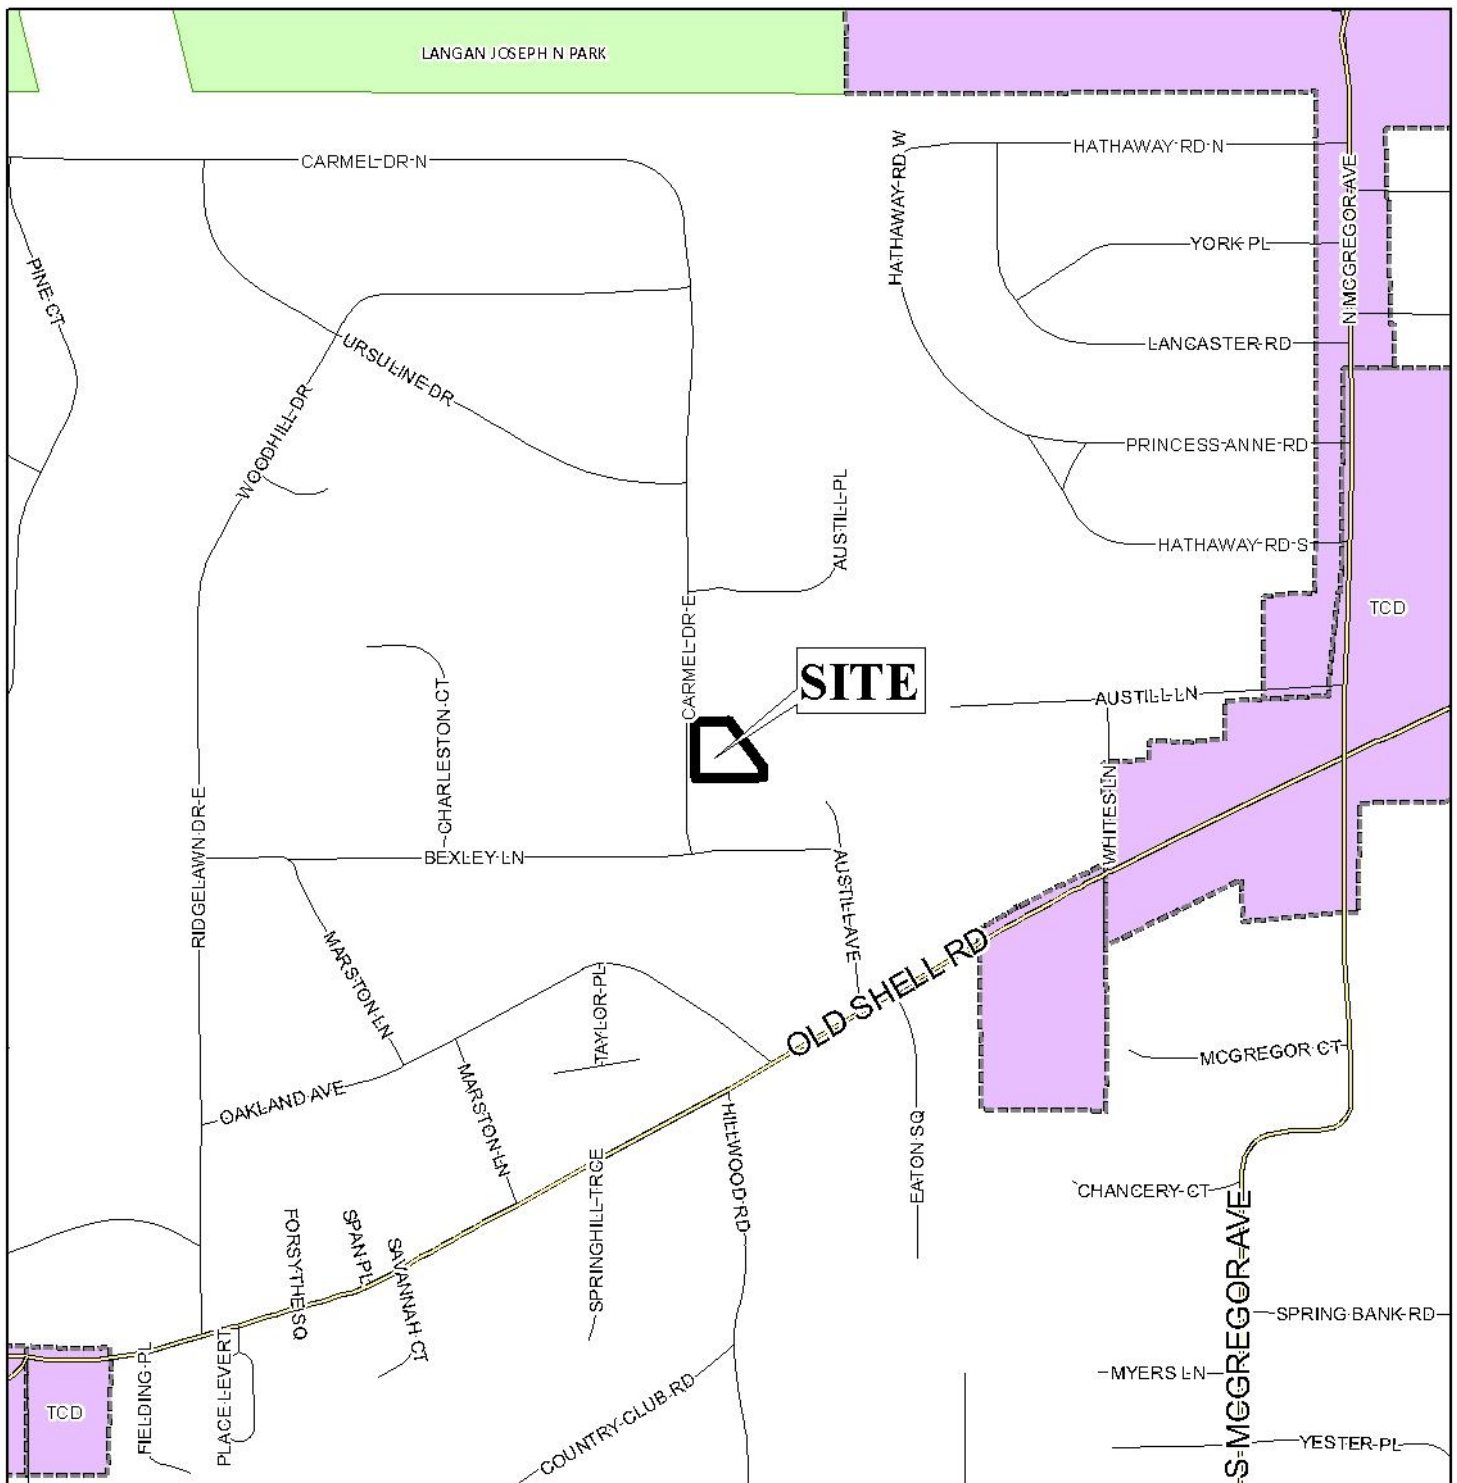 LANGAN JOSEPH N PARK
CARMEL DR N
HATHAWAY RD W
HATHAWAY RD N
N MCGREGOR AVE
YORK PL
PINE CT
URSULINE DR
LANCASTER RD
WOODHILL DR
PRINCESS ANNE RD
AUSTILL PL
HATHAWAY RD S
TCD
CARMEL DR E
SITE
AUSTILL LN
CHARLESTON CT
WHITES LN
RIDGELAWN DR E
BEXLEY LN
AUSTILL AVE
MARSTON LN
OLD SHELL RD
TAYLOR PL
MCGREGOR CT
OAKLAND AVE
MARSTON LN
HILLWOOD RD
EATON SQ
SPRINGHILL TRCE
CHANCERY CT
S MCGREGOR AVE
FORSYTHE SQ
SPAN PL
SAVANNAH CT
SPRING BANK RD
FIELDING PL
PLACE LEVERT
MYERS LN
TCD
COUNTRY CLUB RD
YESTER PL